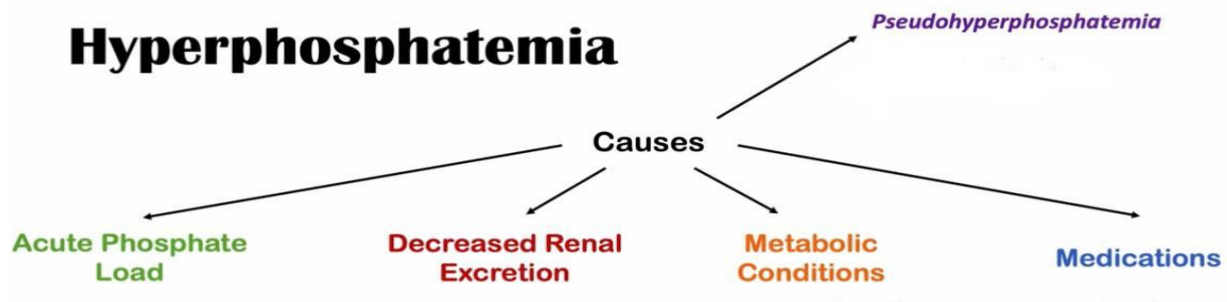 Hyperphosphatemia
Pseudohyperphosphatemia
Causes
Acute Phosphate
Load
Decreased Renal
Excretion
Metabolic
Conditions
Medications